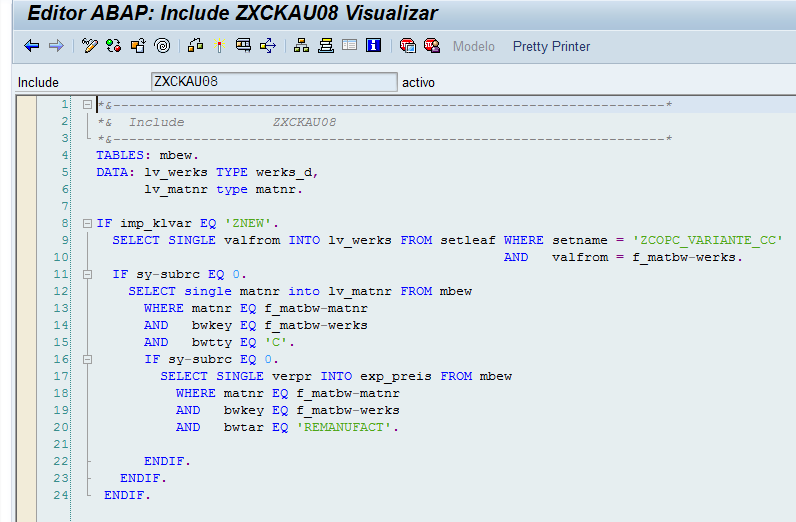 Editor ABAP: Include ZXCKAU08 Visualizar
Modelo Pretty Printer
Include ZXCKAU08 activo
1 *&---------------------------------------------------------------------*
2 *&  Include           ZXCKAU08
3 *&---------------------------------------------------------------------*
4 TABLES: mbew.
5 DATA: lv_werks TYPE werks_d,
6       lv_matnr type matnr.
7
8 IF imp_klvar EQ 'ZNEW'.
9   SELECT SINGLE valfrom INTO lv_werks FROM setleaf WHERE setname = 'ZCOPC_VARIANTE_CC'
10                                                    AND   valfrom = f_matbw-werks.
11   IF sy-subrc EQ 0.
12     SELECT single matnr into lv_matnr FROM mbew
13       WHERE matnr EQ f_matbw-matnr
14       AND   bwkey EQ f_matbw-werks
15       AND   bwtty EQ 'C'.
16       IF sy-subrc EQ 0.
17         SELECT SINGLE verpr INTO exp_preis FROM mbew
18           WHERE matnr EQ f_matbw-matnr
19           AND   bwkey EQ f_matbw-werks
20           AND   bwtar EQ 'REMANUFACT'.
21
22       ENDIF.
23    ENDIF.
24  ENDIF.